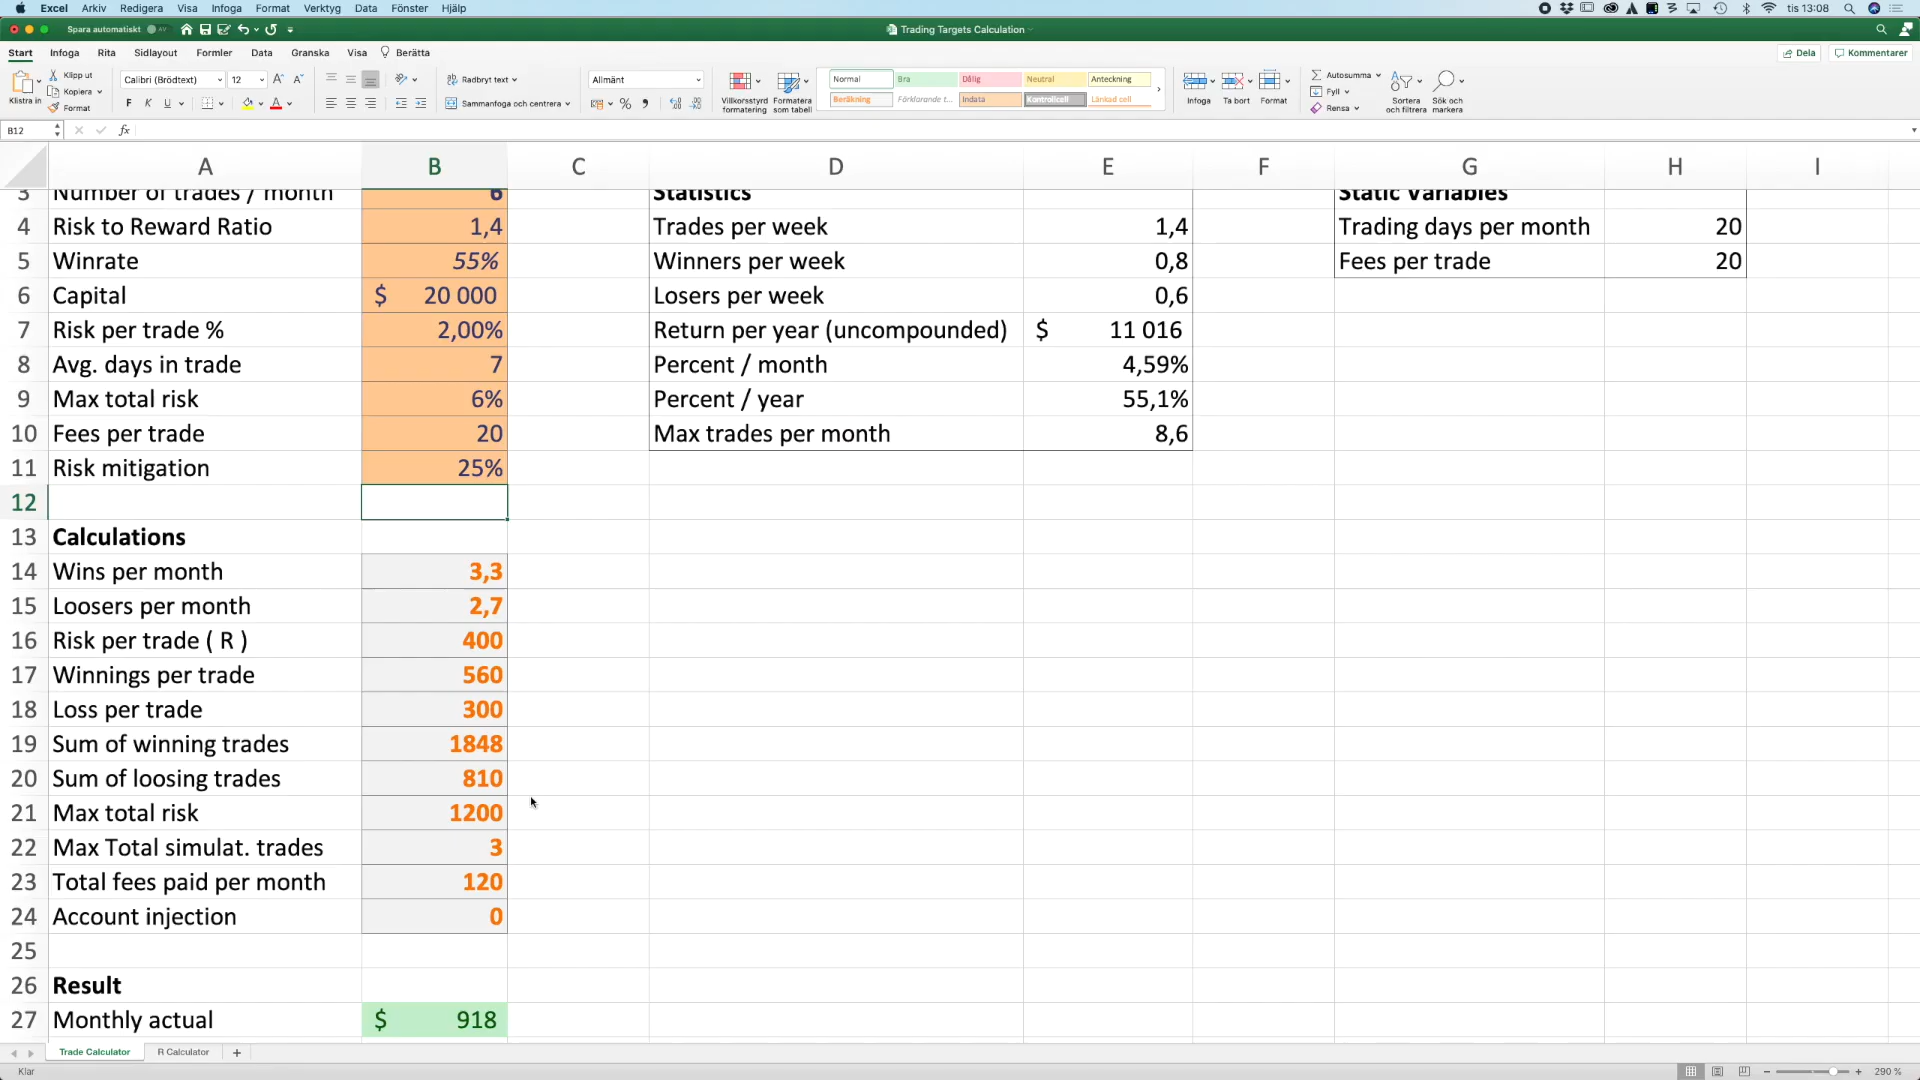 Excel Arkiv Redigera Visa Infoga Format Verktyg Data Fönster Hjälp tis 13:08
Spara automatiskt AV Trading Targets Calculation
Start Infoga Rita Sidlayout Formler Data Granska Visa Berätta Dela Kommentarer
Klistra in Klipp ut Kopiera Format
Calibri (Brödtext) 12
F K U
Radbryt text
Sammanfoga och centrera
Allmänt
Villkorsstyrd formatering Formatera som tabell
Normal Bra Dålig Neutral Anteckning
Beräkning Förklarande t... Indata Kontrollcell Länkad cell
Infoga Ta bort Format
Autosumma Fyll Rensa
Sortera och filtrera Sök och markera
B12 fx
A B C D E F G H I
3 Number of trades / month 6 Statistics Static Variables
4 Risk to Reward Ratio 1,4 Trades per week 1,4 Trading days per month 20
5 Winrate 55% Winners per week 0,8 Fees per trade 20
6 Capital $ 20 000 Losers per week 0,6
7 Risk per trade % 2,00% Return per year (uncompounded) $ 11 016
8 Avg. days in trade 7 Percent / month 4,59%
9 Max total risk 6% Percent / year 55,1%
10 Fees per trade 20 Max trades per month 8,6
11 Risk mitigation 25%
12
13 Calculations
14 Wins per month 3,3
15 Loosers per month 2,7
16 Risk per trade ( R ) 400
17 Winnings per trade 560
18 Loss per trade 300
19 Sum of winning trades 1848
20 Sum of loosing trades 810
21 Max total risk 1200
22 Max Total simulat. trades 3
23 Total fees paid per month 120
24 Account injection 0
25
26 Result
27 Monthly actual $ 918
Trade Calculator R Calculator +
Klar 290 %